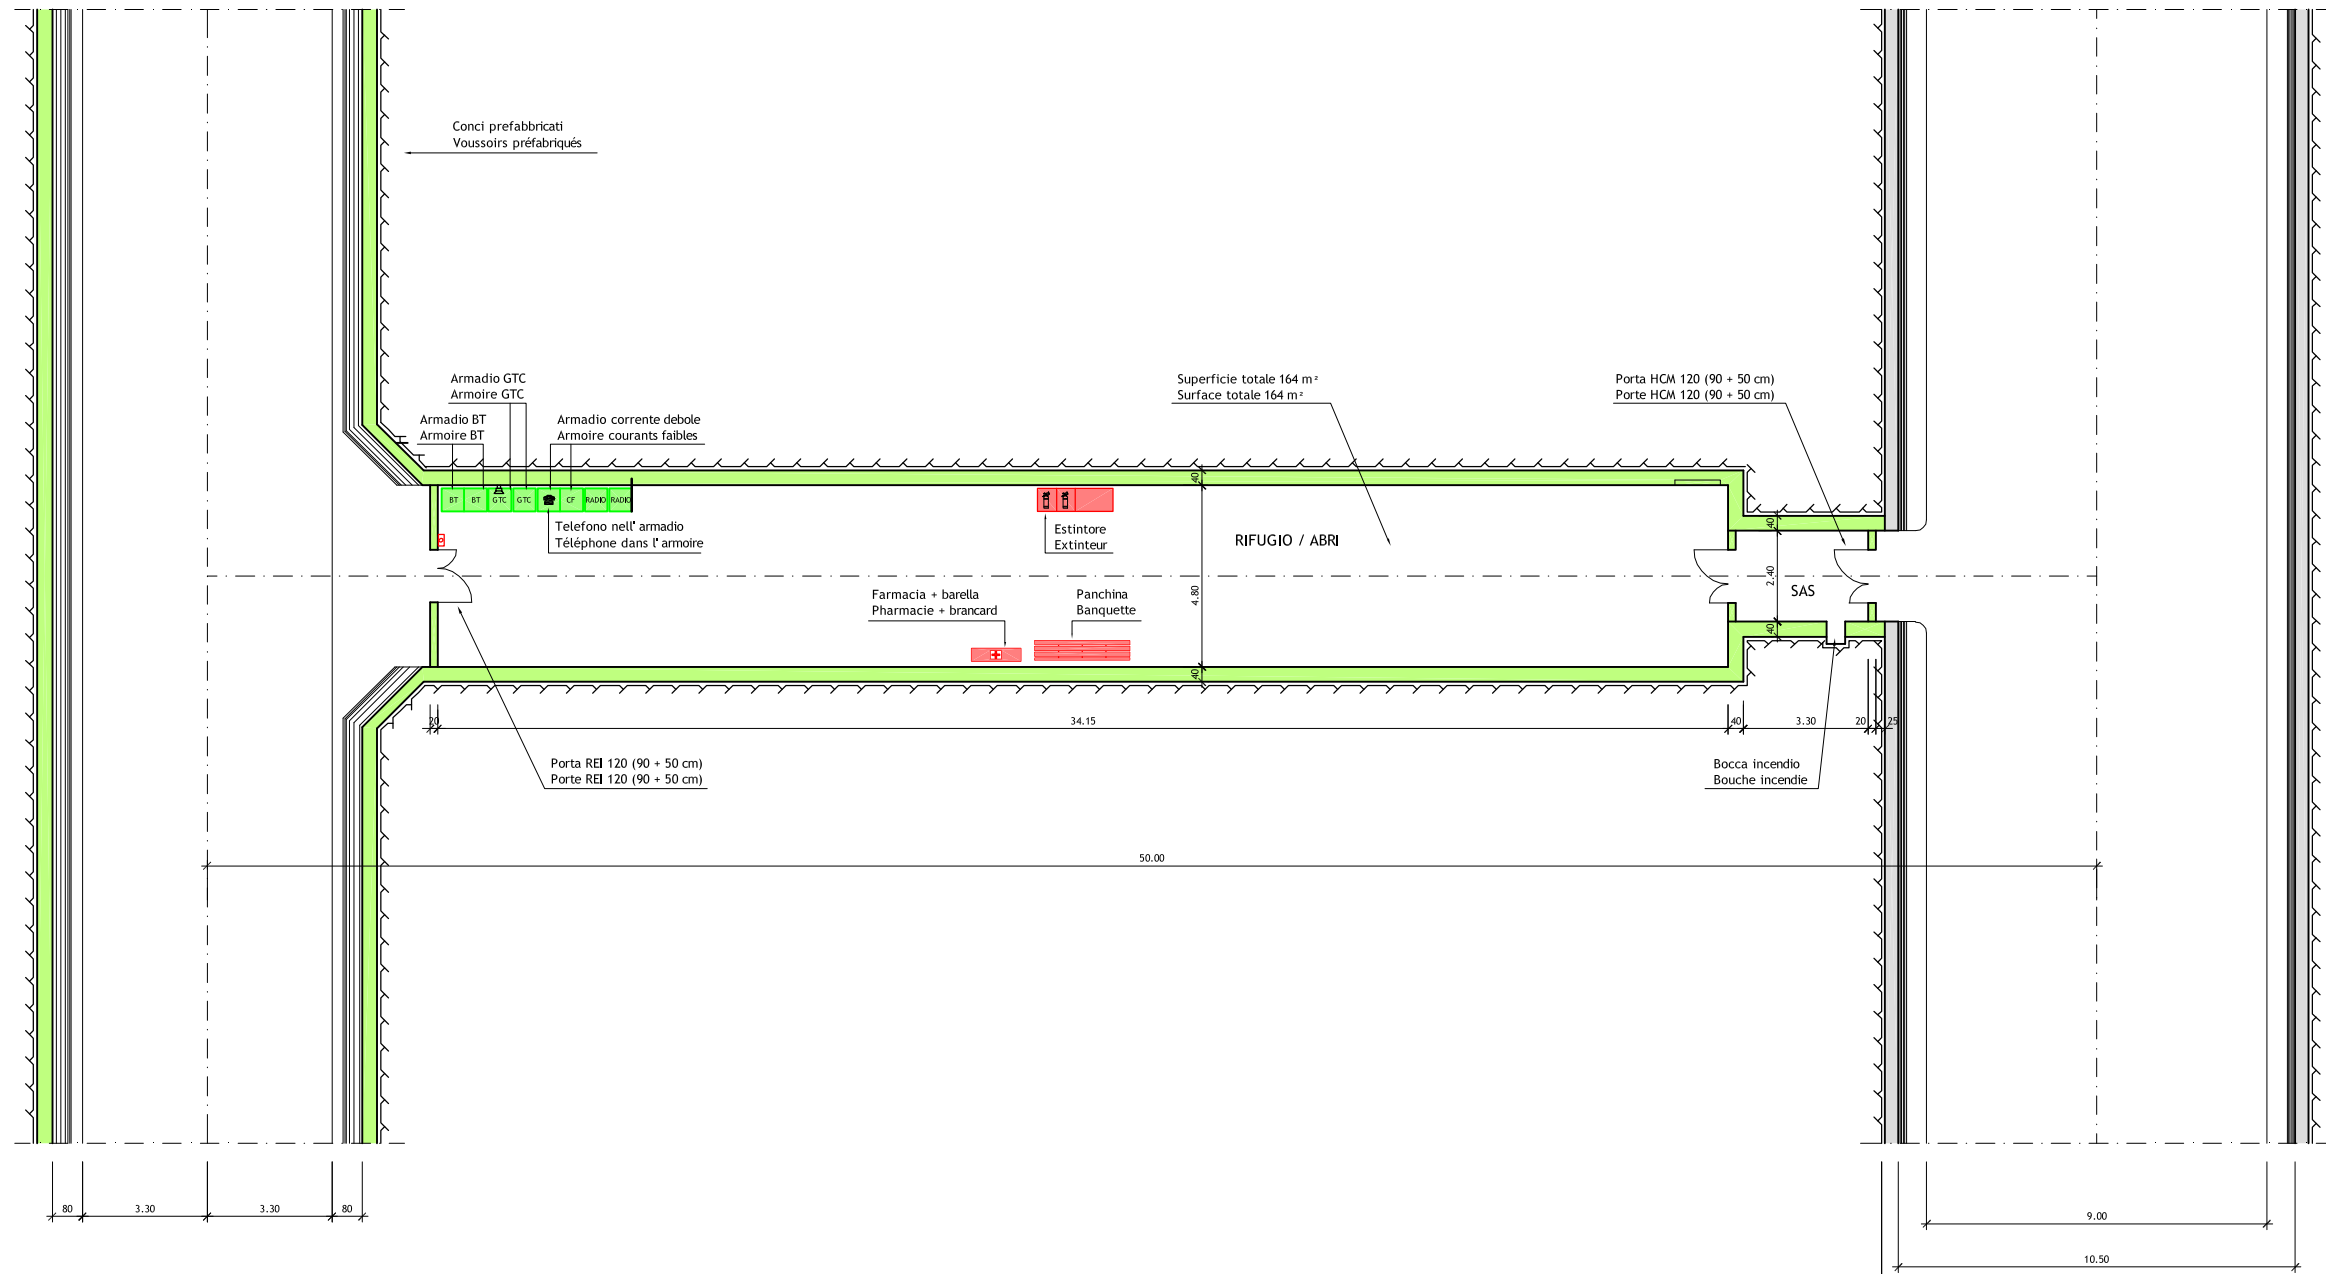 Conci prefabbricati
Voussoirs préfabriqués
Armadio GTC
Armoire GTC
Armadio BT
Armoire BT
Armadio corrente debole
Armoire courants faibles
Superficie totale 164 m²
Surface totale 164 m²
Porta HCM 120 (90 + 50 cm)
Porte HCM 120 (90 + 50 cm)
40
BT
BT
GTC
GTC
CF
RADIO
RADIO
Telefono nell' armadio
Téléphone dans l' armoire
Estintore
Extinteur
RIFUGIO / ABRI
40
2.40
SAS
4.80
Farmacia + barella
Pharmacie + brancard
Panchina
Banquette
40
40
20
34.15
40
3.30
20
25
Porta REI 120 (90 + 50 cm)
Porte REI 120 (90 + 50 cm)
Bocca incendio
Bouche incendie
50.00
80
3.30
3.30
80
9.00
10.50